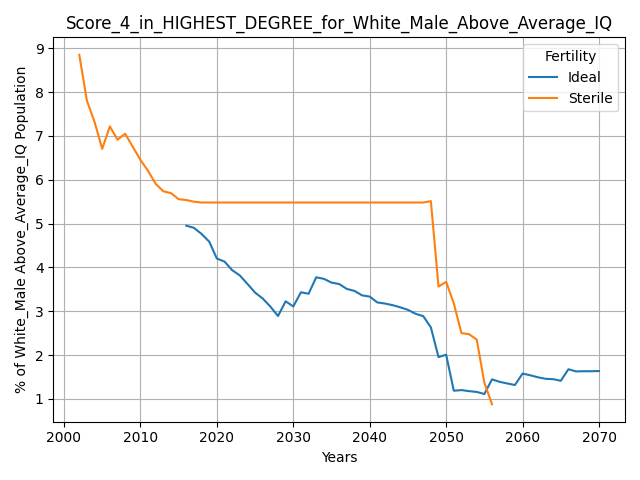 Score_4_in_HIGHEST_DEGREE_for_White_Male_Above_Average_IQ
% of White_Male Above_Average_IQ Population
9
8
7
6
5
4
3
2
1
Fertility
Ideal
Sterile
2000 2010 2020 2030 2040 2050 2060 2070
Years